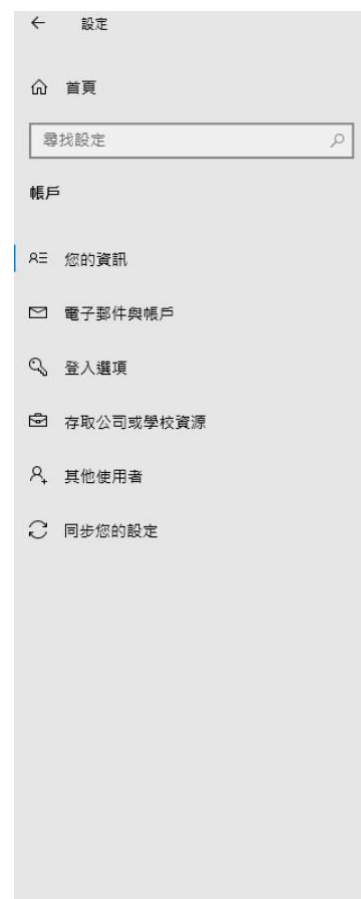 設定
首頁
尋找設定
帳戶
您的資訊
電子郵件與帳戶
登入選項
存取公司或學校資源
其他使用者
同步您的設定